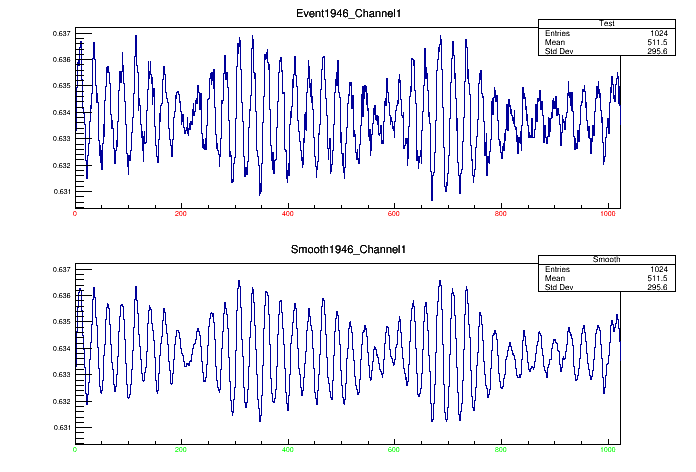 Event1946_Channel1
Test
Entries 1024
Mean 511.5
Std Dev 295.6
0.637
0.636
0.635
0.634
0.633
0.632
0.631
0 200 400 600 800 1000
Smooth1946_Channel1
Smooth
Entries 1024
Mean 511.5
Std Dev 295.6
0.637
0.636
0.635
0.634
0.633
0.632
0.631
0 200 400 600 800 1000